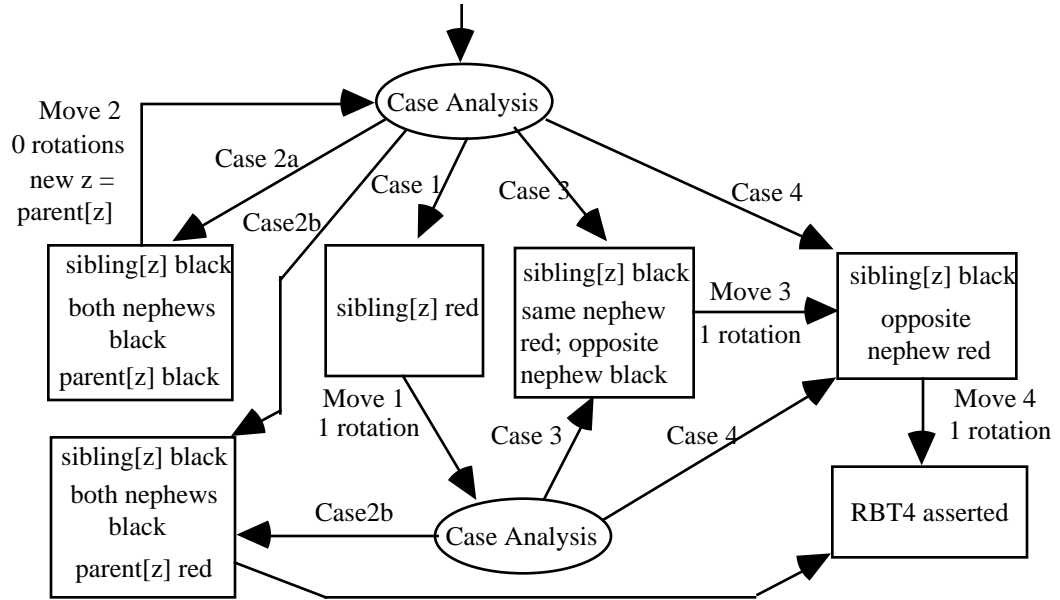 Case Analysis
Move 2
0 rotations
new z =
parent[z]
Case 2a
Case2b
Case 1
Case 3
Case 4
sibling[z] black
both nephews
black
parent[z] black
sibling[z] red
sibling[z] black
same nephew
red; opposite
nephew black
Move 3
1 rotation
sibling[z] black
opposite
nephew red
Move 1
1 rotation
Case 3
Case 4
Move 4
1 rotation
sibling[z] black
both nephews
black
parent[z] red
Case2b
Case Analysis
RBT4 asserted